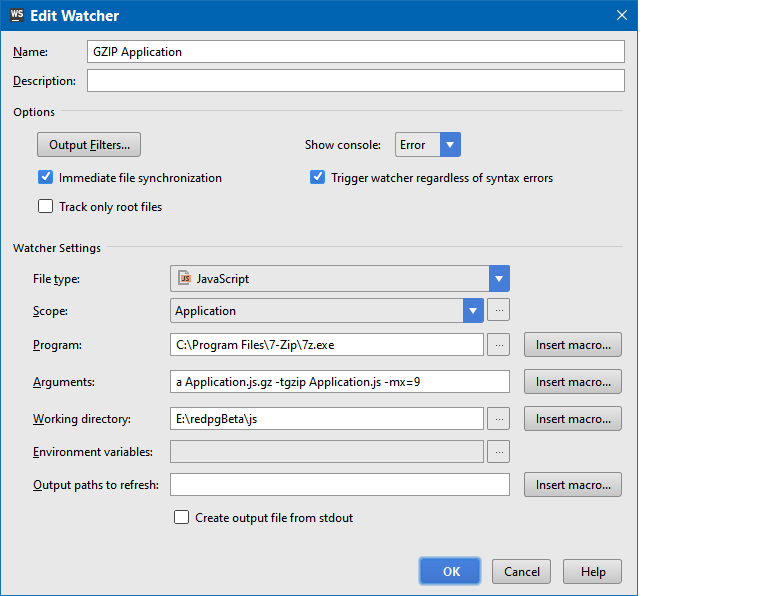 WS Edit Watcher
Name: GZIP Application
Description:
Options
Output Filters... Show console: Error
Immediate file synchronization Trigger watcher regardless of syntax errors
Track only root files
Watcher Settings
File type: JS JavaScript
Scope: Application ...
Program: C:\Program Files\7-Zip\7z.exe ... Insert macro...
Arguments: a Application.js.gz -tgzip Application.js -mx=9 Insert macro...
Working directory: E:\redpgBeta\js ... Insert macro...
Environment variables: ...
Output paths to refresh: Insert macro...
Create output file from stdout
OK Cancel Help